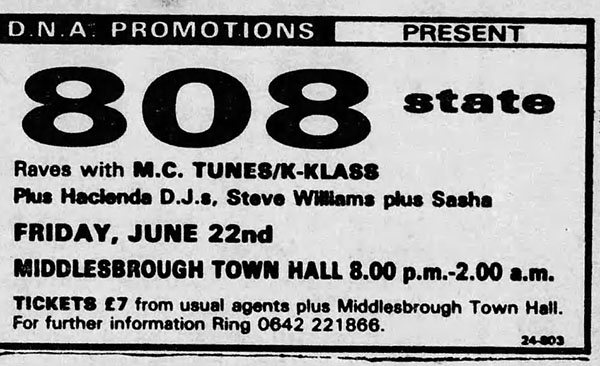 D.N.A. PROMOTIONS PRESENT
808 state
Raves with M.C. TUNES/K-KLASS
Plus Hacienda D.J.s, Steve Williams plus Sasha
FRIDAY, JUNE 22nd
MIDDLESBROUGH TOWN HALL 8.00 p.m.-2.00 a.m.
TICKETS £7 from usual agents plus Middlesbrough Town Hall.
For further information Ring 0642 221866.
24-803